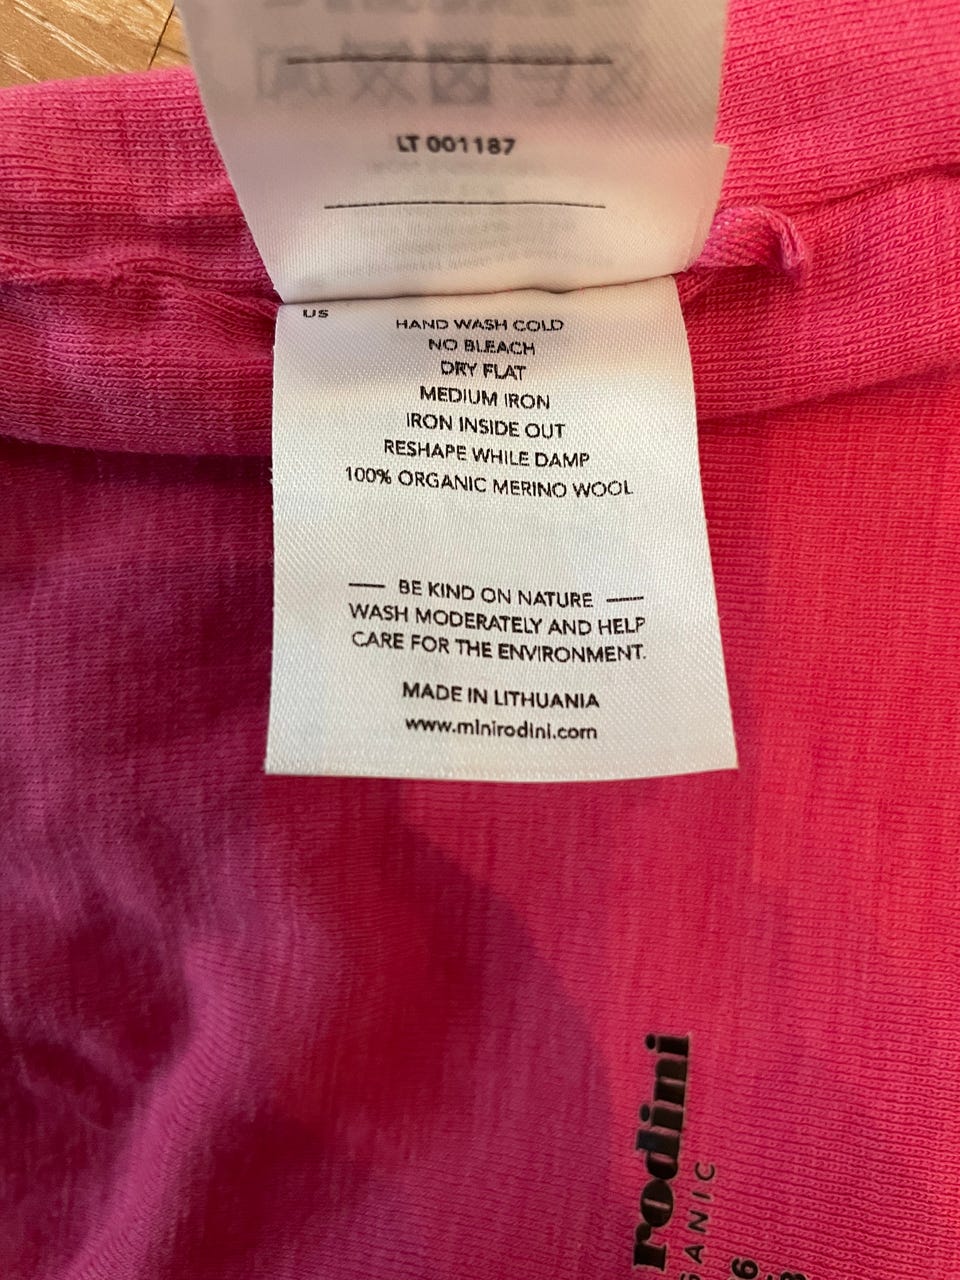 LT 001187
US
HAND WASH COLD
NO BLEACH
DRY FLAT
MEDIUM IRON
IRON INSIDE OUT
RESHAPE WHILE DAMP
100% ORGANIC MERINO WOOL
BE KIND ON NATURE
WASH MODERATELY AND HELP
CARE FOR THE ENVIRONMENT.
MADE IN LITHUANIA
www.minirodini.com
rodini